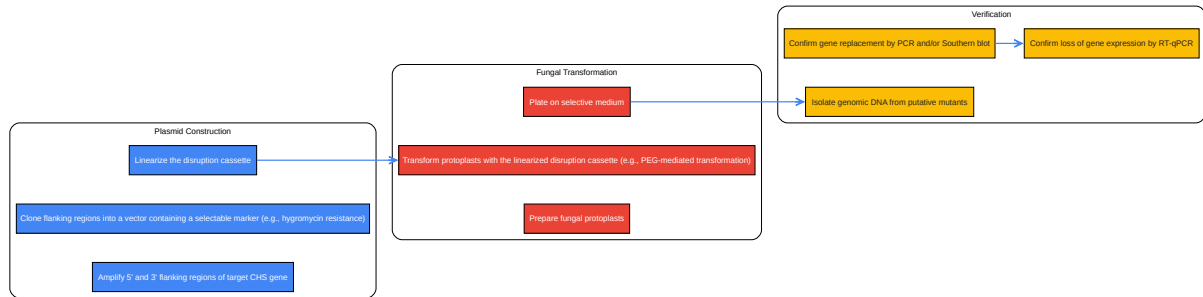 Plasmid Construction
Linearize the disruption cassette
Clone flanking regions into a vector containing a selectable marker (e.g., hygromycin resistance)
Amplify 5' and 3' flanking regions of target CHS gene
Fungal Transformation
Plate on selective medium
Transform protoplasts with the linearized disruption cassette (e.g., PEG-mediated transformation)
Prepare fungal protoplasts
Verification
Confirm gene replacement by PCR and/or Southern blot
Confirm loss of gene expression by RT-qPCR
Isolate genomic DNA from putative mutants